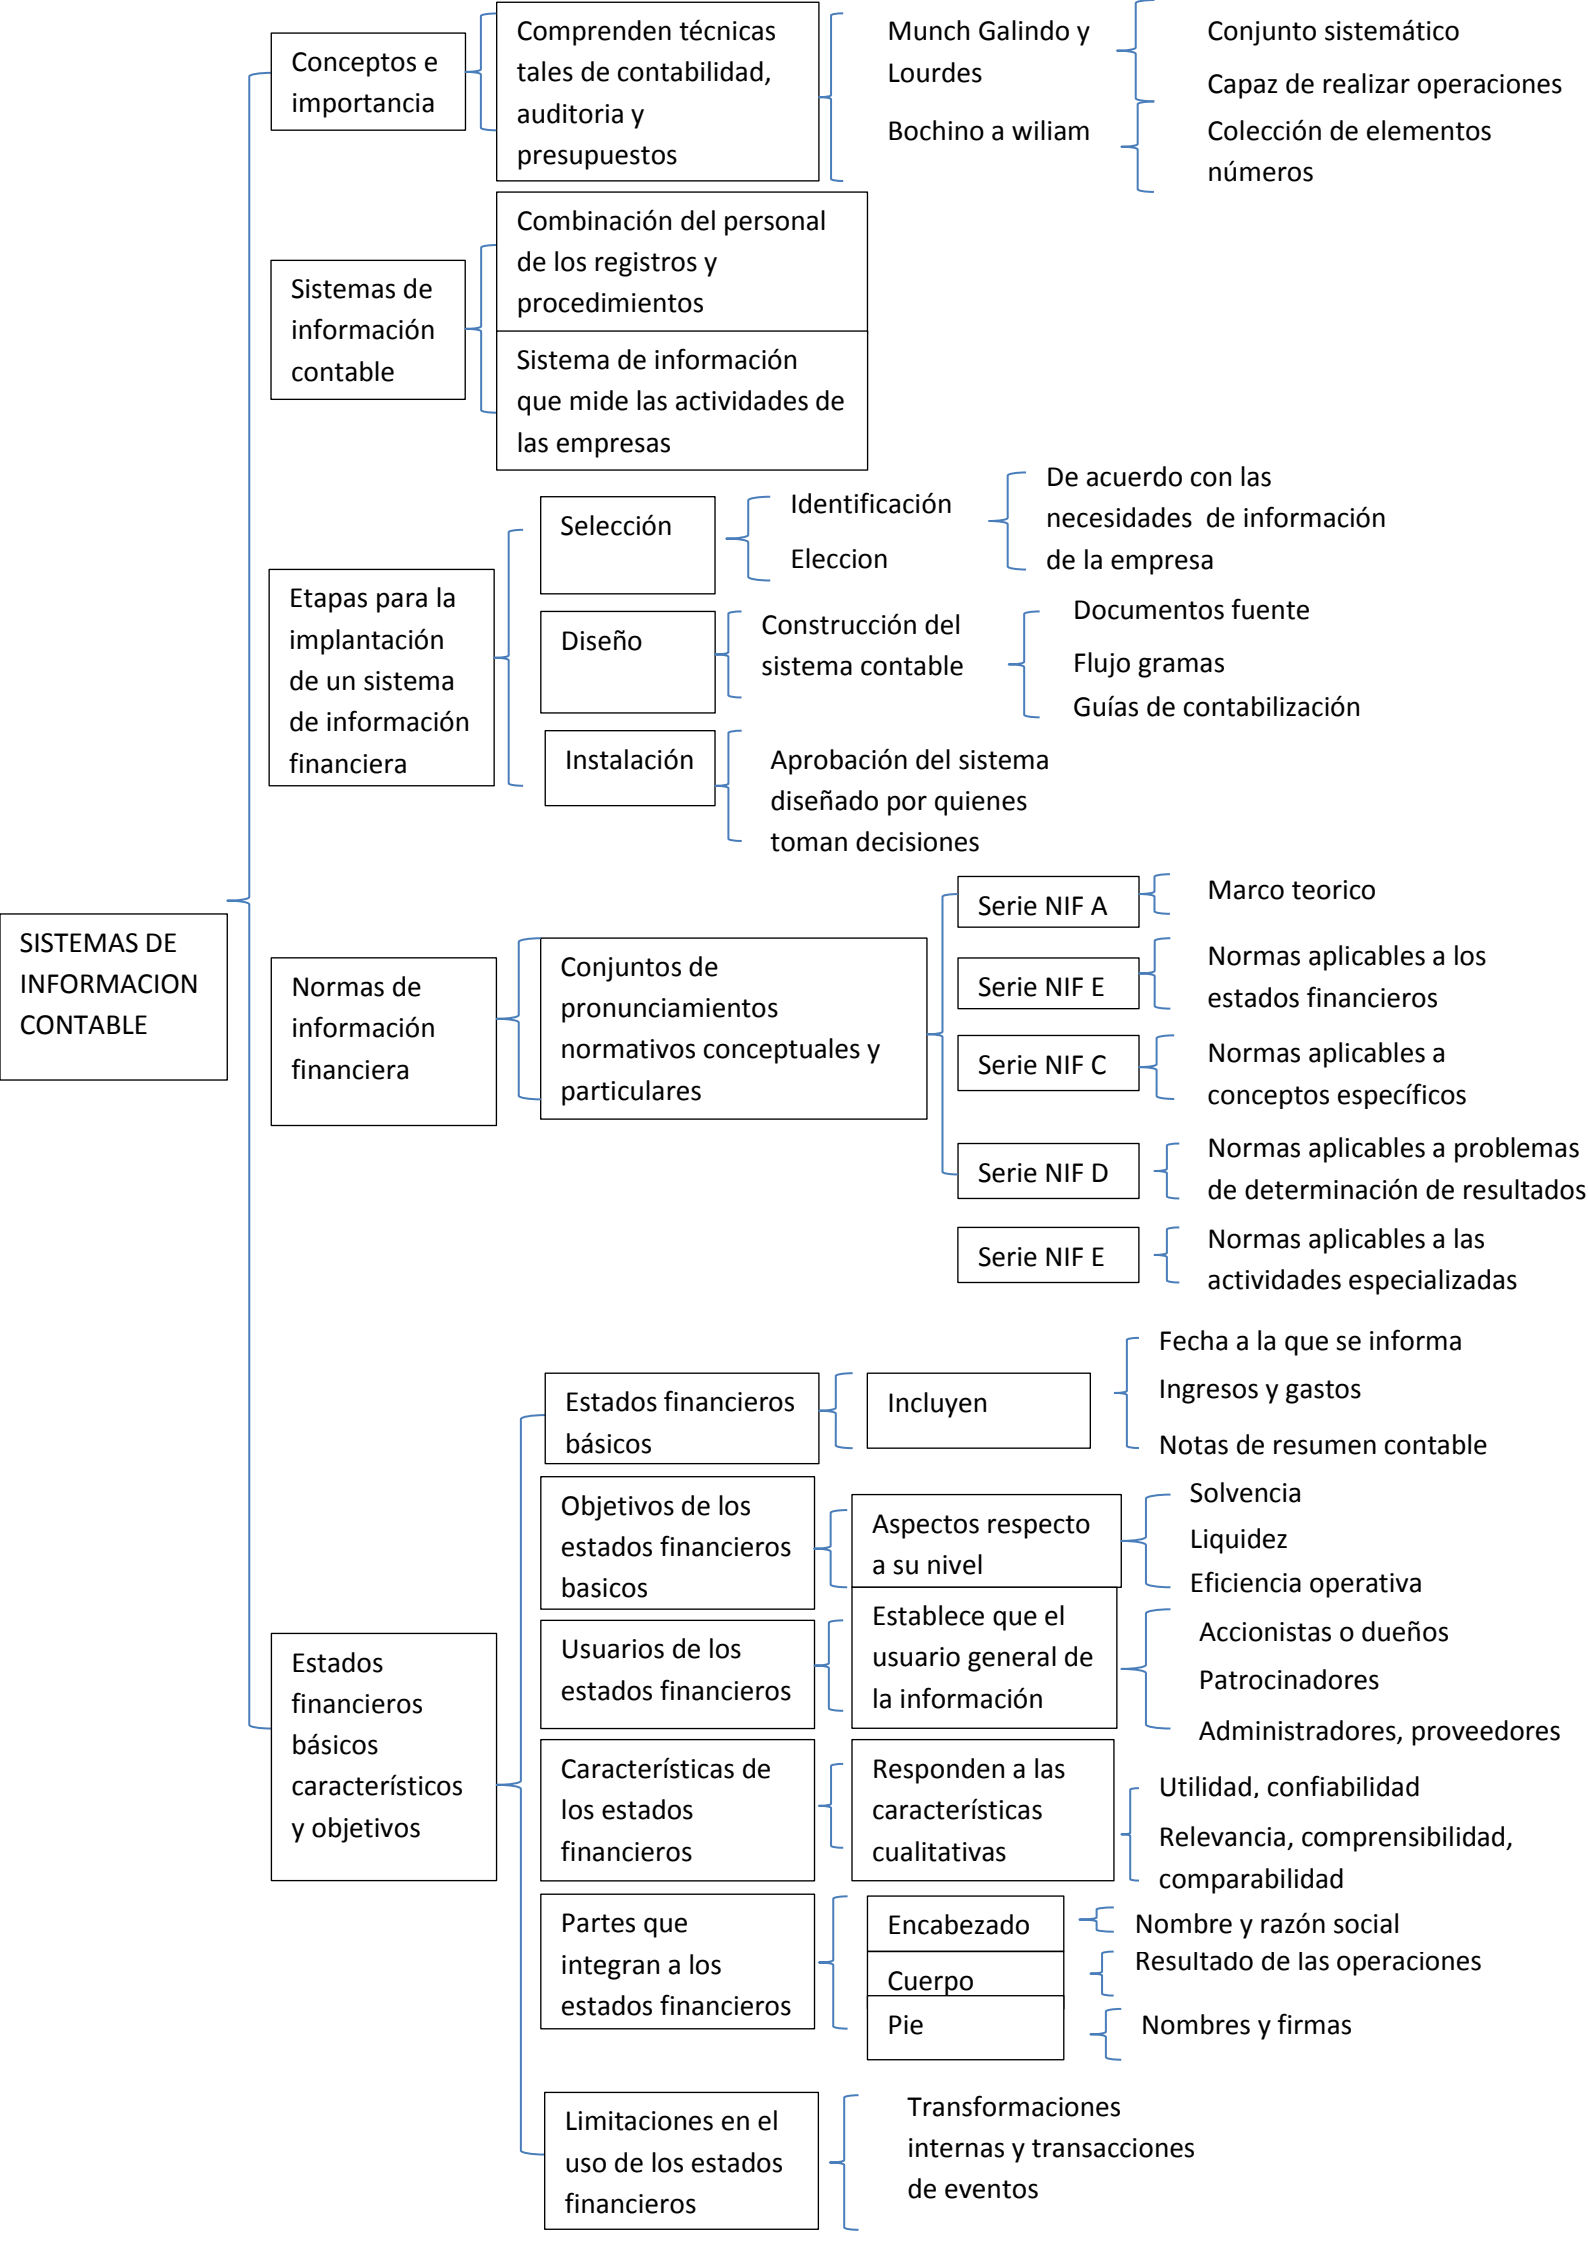 SISTEMAS DE
INFORMACION
CONTABLE
Conceptos e
importancia
Comprenden técnicas
tales de contabilidad,
auditoria y
presupuestos
Munch Galindo y
Lourdes
Conjunto sistemático
Capaz de realizar operaciones
Bochino a wiliam
Colección de elementos
números
Sistemas de
información
contable
Combinación del personal
de los registros y
procedimientos
Sistema de información
que mide las actividades de
las empresas
Etapas para la
implantación
de un sistema
de información
financiera
Selección
Identificación
Eleccion
De acuerdo con las
necesidades  de información
de la empresa
Diseño
Construcción del
sistema contable
Documentos fuente
Flujo gramas
Guías de contabilización
Instalación
Aprobación del sistema
diseñado por quienes
toman decisiones
Normas de
información
financiera
Conjuntos de
pronunciamientos
normativos conceptuales y
particulares
Serie NIF A
Marco teorico
Serie NIF E
Normas aplicables a los
estados financieros
Serie NIF C
Normas aplicables a
conceptos específicos
Serie NIF D
Normas aplicables a problemas
de determinación de resultados
Serie NIF E
Normas aplicables a las
actividades especializadas
Estados
financieros
básicos
característicos
y objetivos
Estados financieros
básicos
Incluyen
Fecha a la que se informa
Ingresos y gastos
Notas de resumen contable
Objetivos de los
estados financieros
basicos
Aspectos respecto
a su nivel
Solvencia
Liquidez
Eficiencia operativa
Usuarios de los
estados financieros
Establece que el
usuario general de
la información
Accionistas o dueños
Patrocinadores
Administradores, proveedores
Características de
los estados
financieros
Responden a las
características
cualitativas
Utilidad, confiabilidad
Relevancia, comprensibilidad,
comparabilidad
Partes que
integran a los
estados financieros
Encabezado
Nombre y razón social
Cuerpo
Resultado de las operaciones
Pie
Nombres y firmas
Limitaciones en el
uso de los estados
financieros
Transformaciones
internas y transacciones
de eventos